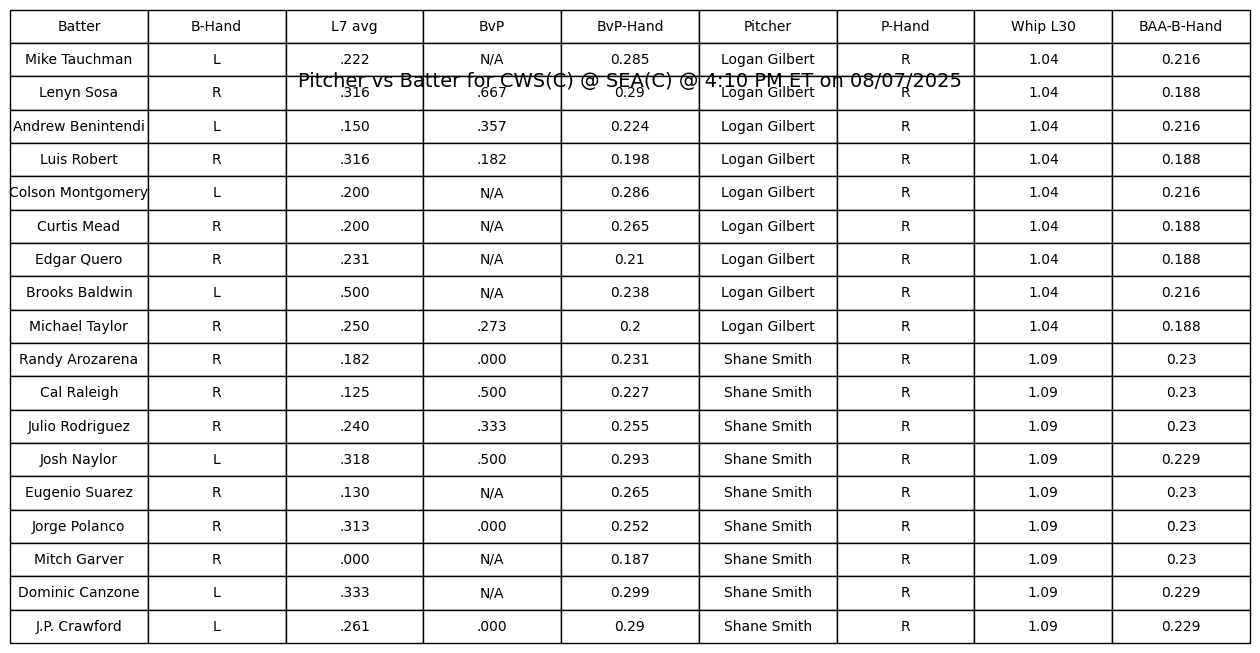 Batter B-Hand L7 avg BvP BvP-Hand Pitcher P-Hand Whip L30 BAA-B-Hand
Mike Tauchman L .222 N/A 0.285 Logan Gilbert R 1.04 0.216
Pitcher vs Batter for CWS(C) @ SEA(C) @ 4:10 PM ET on 08/07/2025
Lenyn Sosa R .316 .667 0.29 Logan Gilbert R 1.04 0.188
Andrew Benintendi L .150 .357 0.224 Logan Gilbert R 1.04 0.216
Luis Robert R .316 .182 0.198 Logan Gilbert R 1.04 0.188
Colson Montgomery L .200 N/A 0.286 Logan Gilbert R 1.04 0.216
Curtis Mead R .200 N/A 0.265 Logan Gilbert R 1.04 0.188
Edgar Quero R .231 N/A 0.21 Logan Gilbert R 1.04 0.188
Brooks Baldwin L .500 N/A 0.238 Logan Gilbert R 1.04 0.216
Michael Taylor R .250 .273 0.2 Logan Gilbert R 1.04 0.188
Randy Arozarena R .182 .000 0.231 Shane Smith R 1.09 0.23
Cal Raleigh R .125 .500 0.227 Shane Smith R 1.09 0.23
Julio Rodriguez R .240 .333 0.255 Shane Smith R 1.09 0.23
Josh Naylor L .318 .500 0.293 Shane Smith R 1.09 0.229
Eugenio Suarez R .130 N/A 0.265 Shane Smith R 1.09 0.23
Jorge Polanco R .313 .000 0.252 Shane Smith R 1.09 0.23
Mitch Garver R .000 N/A 0.187 Shane Smith R 1.09 0.23
Dominic Canzone L .333 N/A 0.299 Shane Smith R 1.09 0.229
J.P. Crawford L .261 .000 0.29 Shane Smith R 1.09 0.229